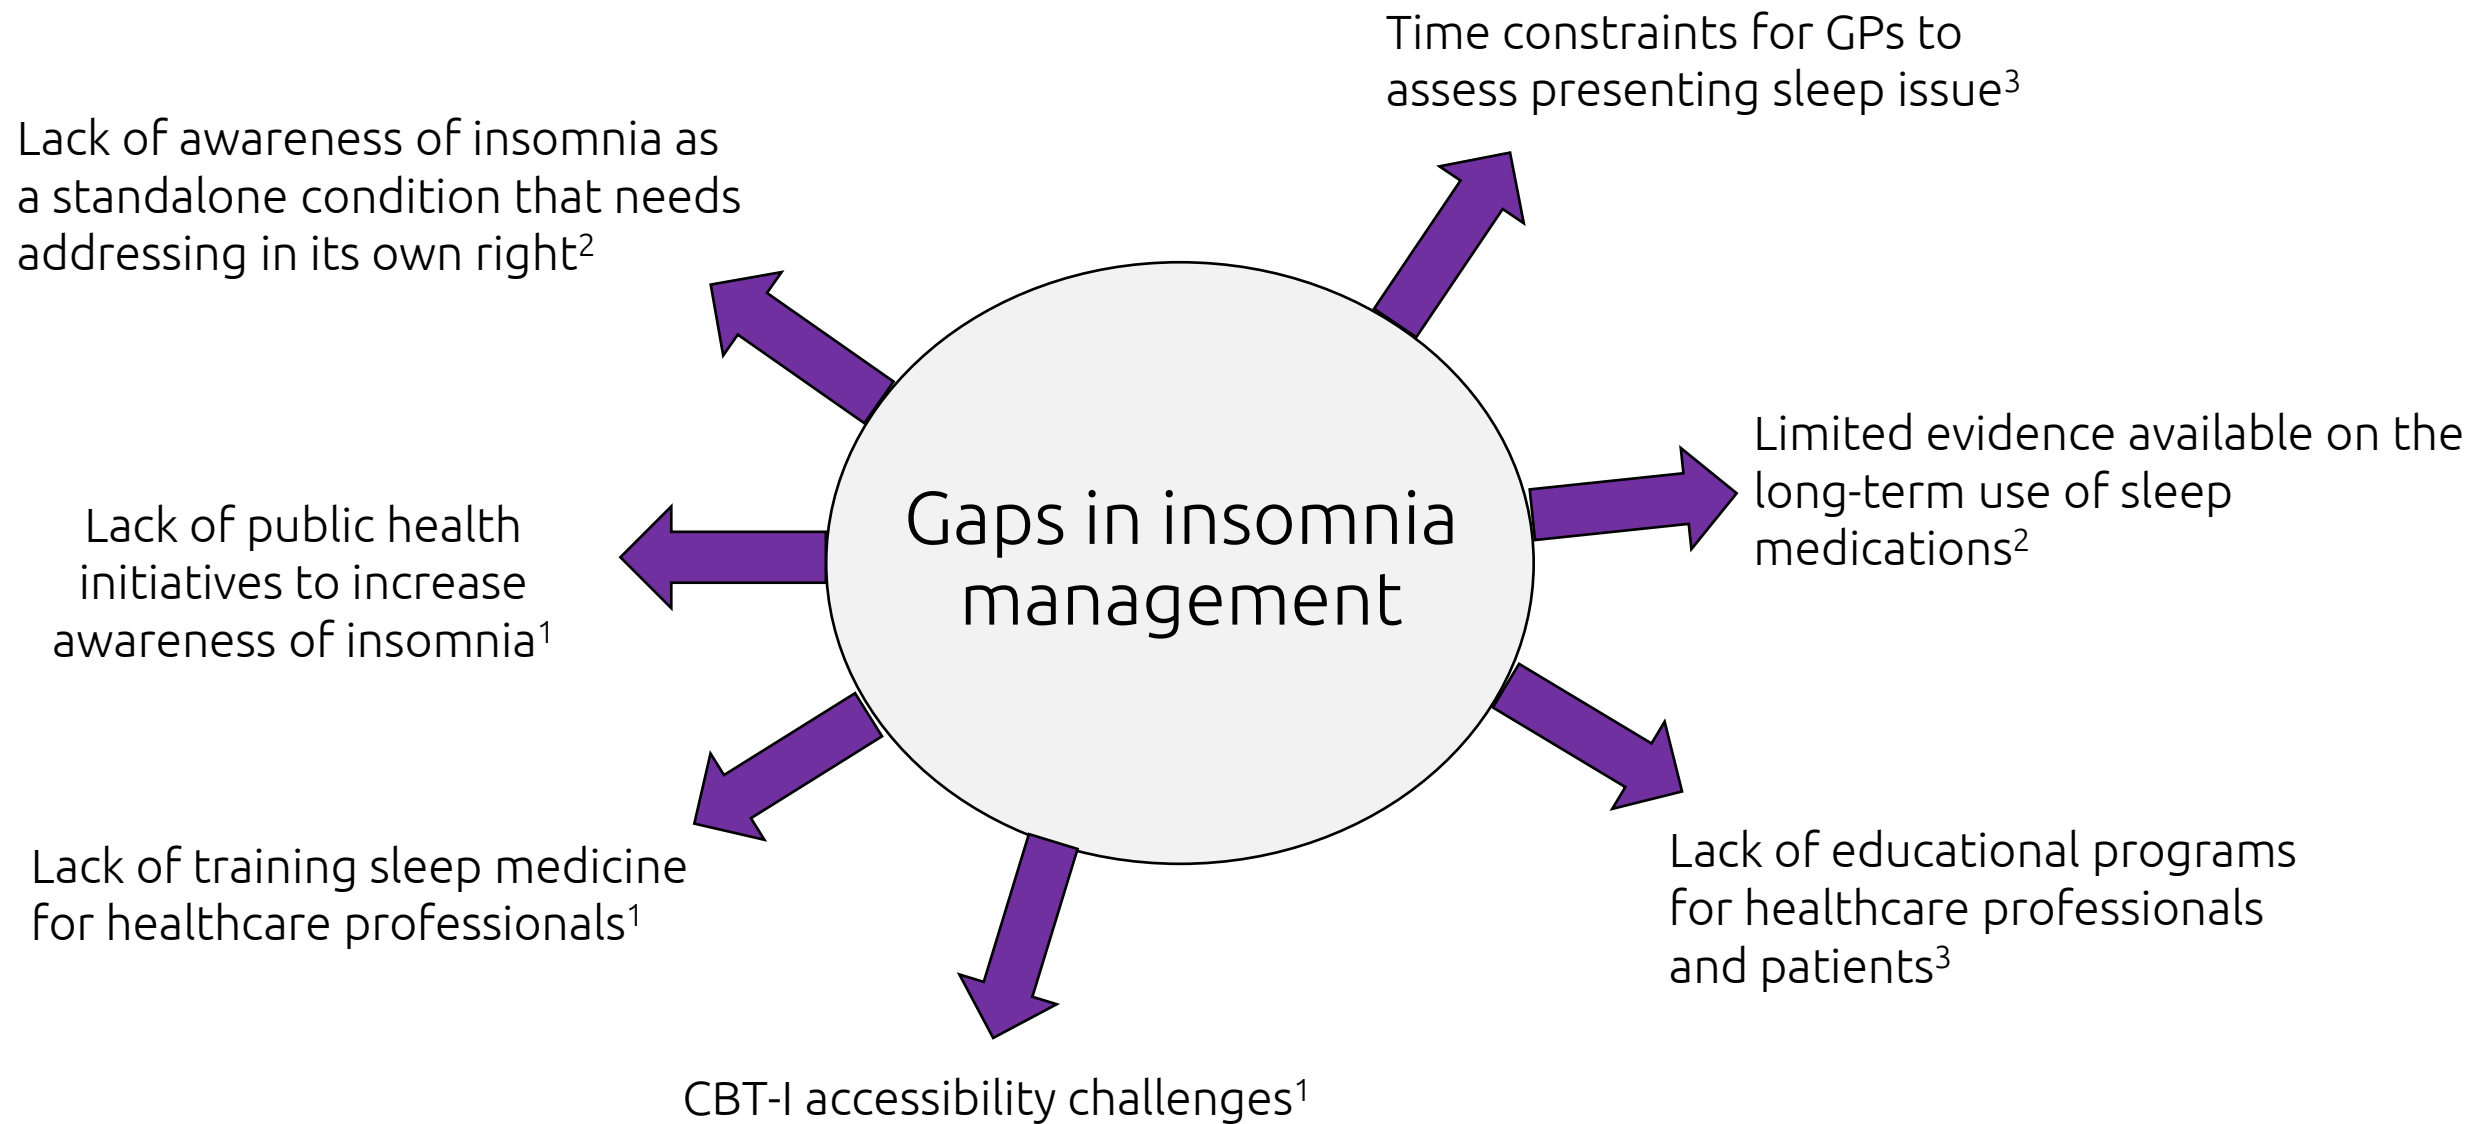 Time constraints for GPs to
assess presenting sleep issue³
Lack of awareness of insomnia as
a standalone condition that needs
addressing in its own right²
Limited evidence available on the
long-term use of sleep
medications²
Gaps in insomnia
management
Lack of public health
initiatives to increase
awareness of insomnia¹
Lack of educational programs
for healthcare professionals
and patients³
Lack of training sleep medicine
for healthcare professionals¹
CBT-I accessibility challenges¹